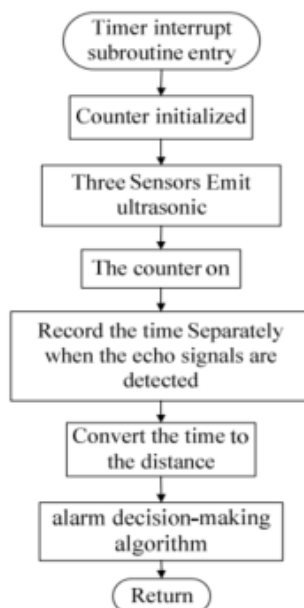 Timer interrupt
subroutine entry
Counter initialized
Three Sensors Emit
ultrasonic
The counter on
Record the time Separately
when the echo signals are
detected
Convert the time to
the distance
alarm decision-making
algorithm
Return